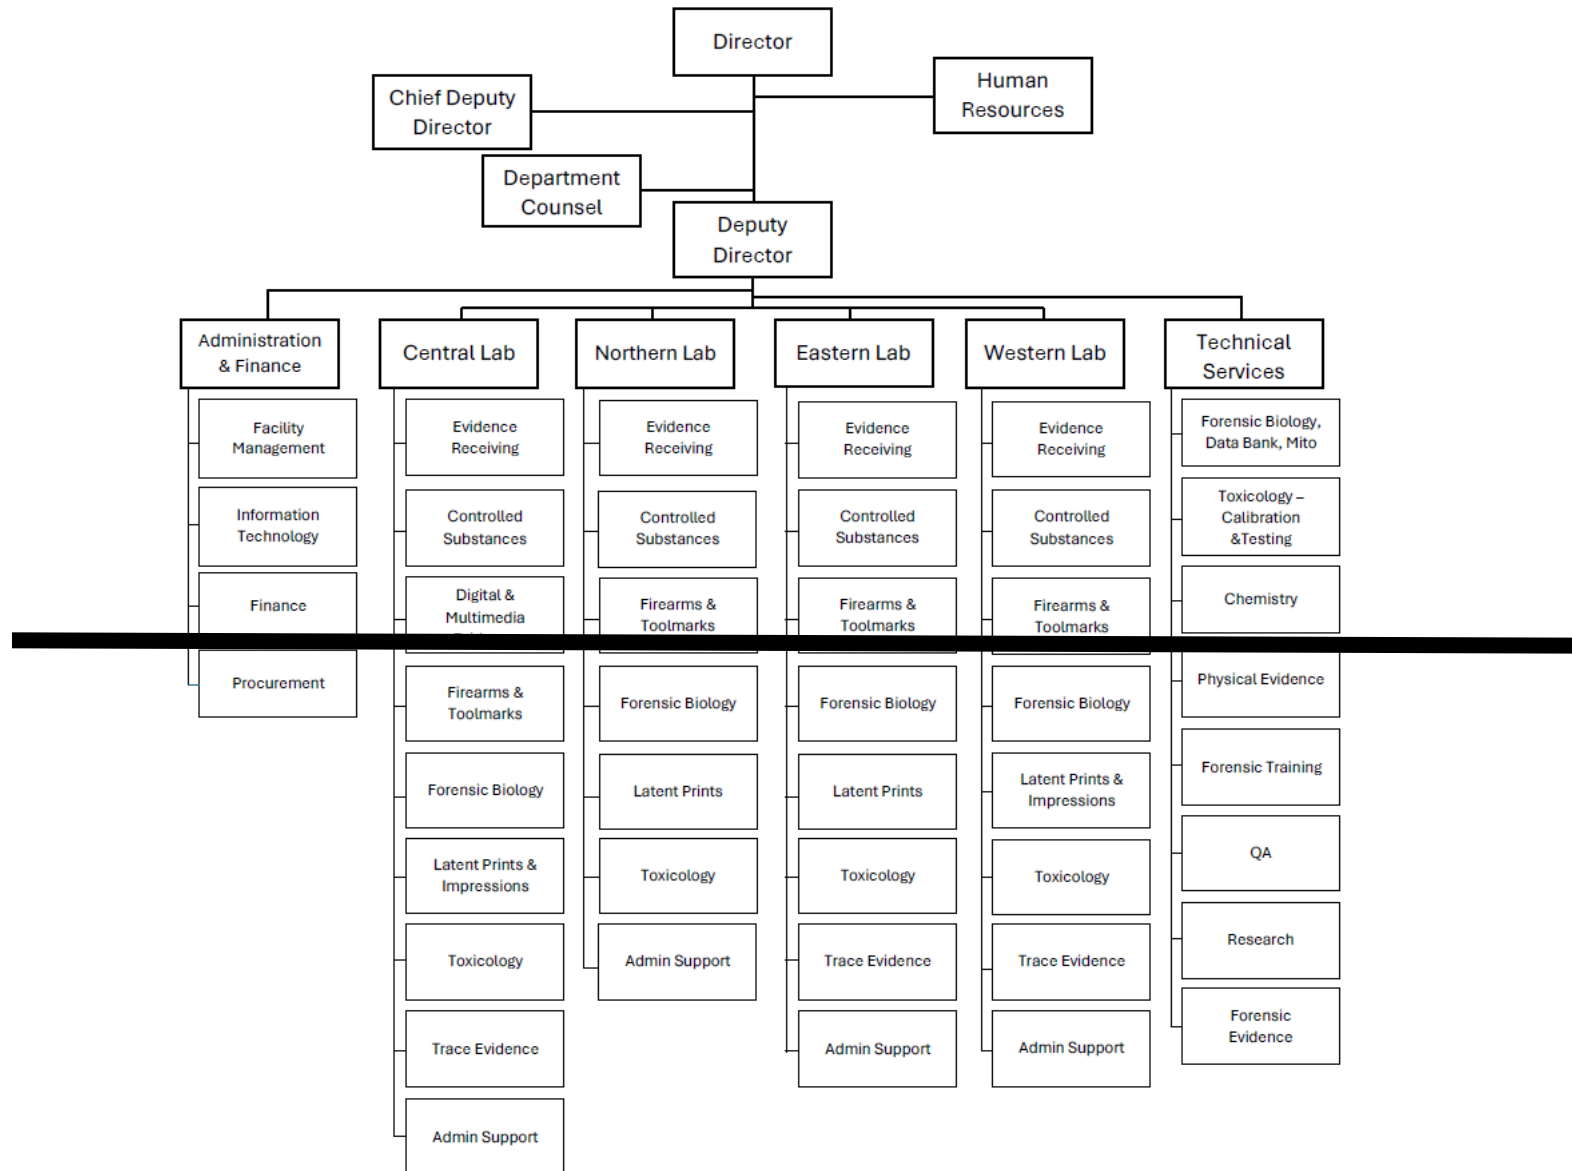 Director
Human
Resources
Chief Deputy
Director
Department
Counsel
Deputy
Director
Administration
& Finance
Facility
Management
Information
Technology
Finance
Procurement
Central Lab
Evidence
Receiving
Controlled
Substances
Digital &
Multimedia
Firearms &
Toolmarks
Forensic Biology
Latent Prints &
Impressions
Toxicology
Trace Evidence
Admin Support
Northern Lab
Evidence
Receiving
Controlled
Substances
Firearms &
Toolmarks
Forensic Biology
Latent Prints
Toxicology
Admin Support
Eastern Lab
Evidence
Receiving
Controlled
Substances
Firearms &
Toolmarks
Forensic Biology
Latent Prints
Toxicology
Trace Evidence
Admin Support
Western Lab
Evidence
Receiving
Controlled
Substances
Firearms &
Toolmarks
Forensic Biology
Latent Prints &
Impressions
Toxicology
Trace Evidence
Admin Support
Technical
Services
Forensic Biology,
Data Bank, Mito
Toxicology –
Calibration
&Testing
Chemistry
Physical Evidence
Forensic Training
QA
Research
Forensic
Evidence